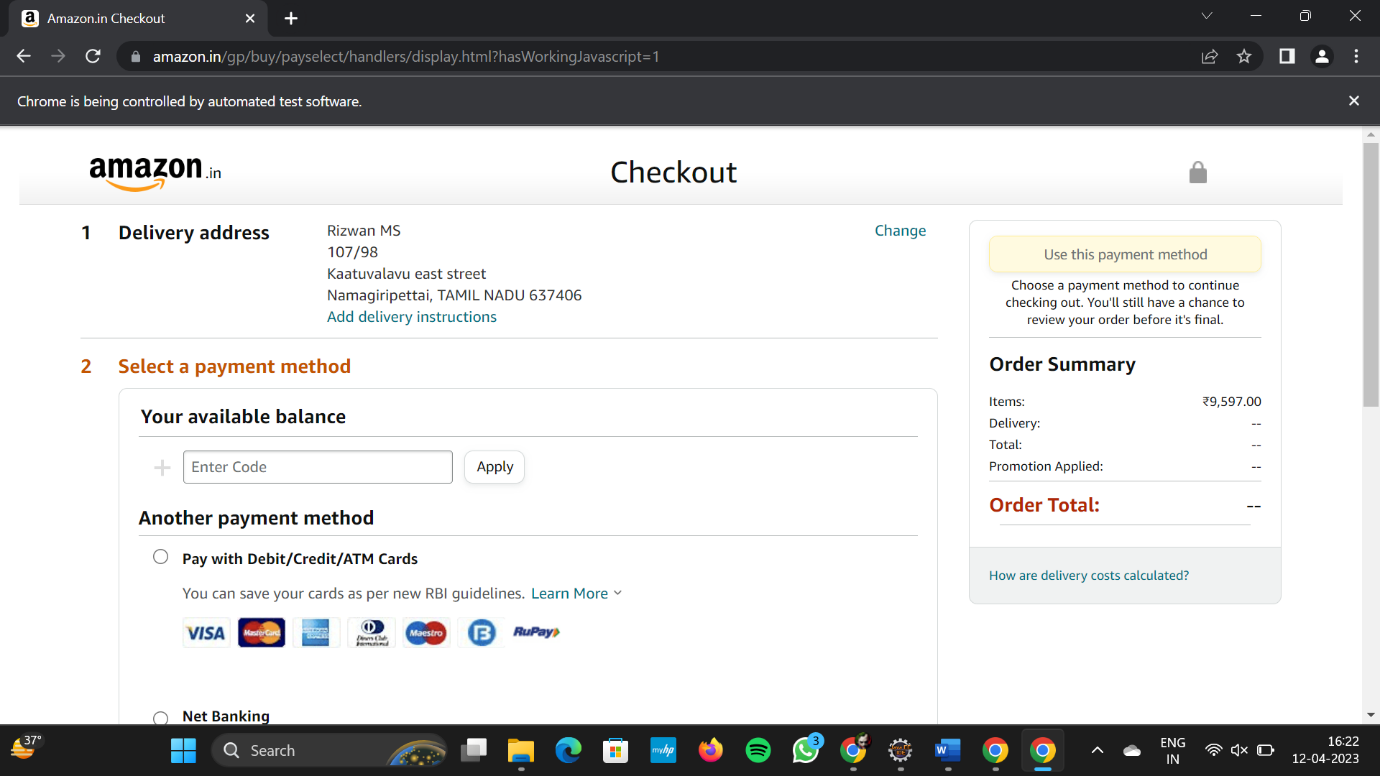 Amazon.in Checkout
amazon.in/gp/buy/payselect/handlers/display.html?hasWorkingJavascript=1
Chrome is being controlled by automated test software.
amazon.in
Checkout
1 Delivery address
Rizwan MS
107/98
Kaatuvalavu east street
Namagiripettai, TAMIL NADU 637406
Add delivery instructions
Change
2 Select a payment method
Your available balance
Enter Code
Apply
Another payment method
Pay with Debit/Credit/ATM Cards
You can save your cards as per new RBI guidelines. Learn More
VISA MasterCard Diners Club International Maestro B RuPay
Net Banking
Use this payment method
Choose a payment method to continue
checking out. You'll still have a chance to
review your order before it's final.
Order Summary
Items: ₹9,597.00
Delivery: --
Total: --
Promotion Applied: --
Order Total: --
How are delivery costs calculated?
37°
Search
myhp
3
W
ENG
IN
16:22
12-04-2023